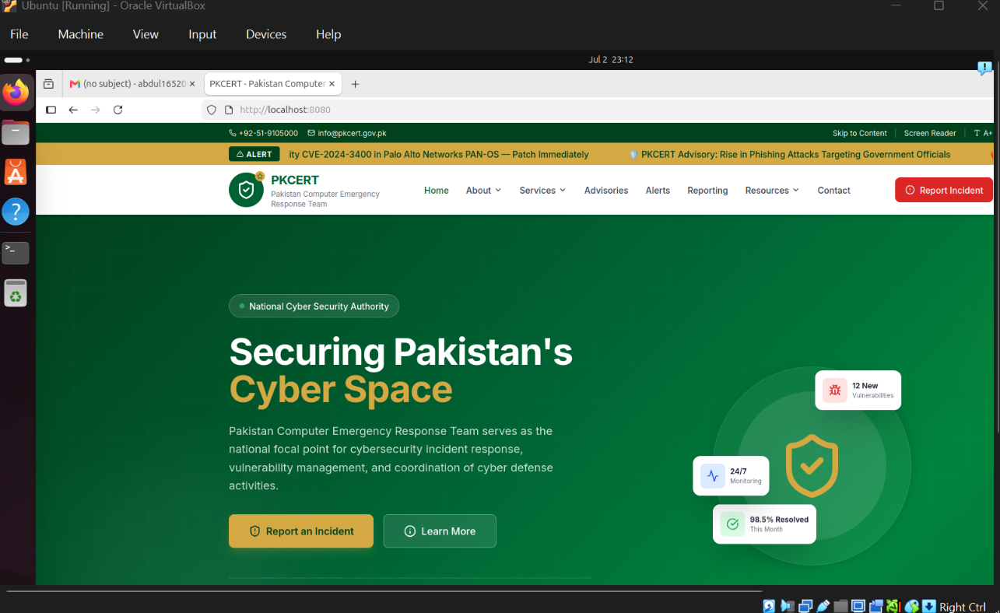 Ubuntu [Running] - Oracle VirtualBox
File Machine View Input Devices Help
Jul 2 23:12
(no subject) - abdul16520
PKCERT - Pakistan Computer
http://localhost:8080
+92-51-9105000 info@pkcert.gov.pk Skip to Content Screen Reader A+
ALERT ity CVE-2024-3400 in Palo Alto Networks PAN-OS — Patch Immediately PKCERT Advisory: Rise in Phishing Attacks Targeting Government Officials
PKCERT
Pakistan Computer Emergency
Response Team
Home About Services Advisories Alerts Reporting Resources Contact Report Incident
National Cyber Security Authority
Securing Pakistan's
Cyber Space
Pakistan Computer Emergency Response Team serves as the
national focal point for cybersecurity incident response,
vulnerability management, and coordination of cyber defense
activities.
Report an Incident Learn More
12 New
Vulnerabilities
24/7
Monitoring
98.5% Resolved
This Month
Right Ctrl